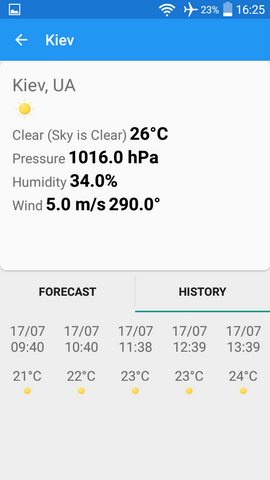 23% 16:25
Kiev
Kiev, UA
Clear (Sky is Clear) 26°C
Pressure 1016.0 hPa
Humidity 34.0%
Wind 5.0 m/s 290.0°
FORECAST HISTORY
17/07 17/07 17/07 17/07 17/07
09:40 10:40 11:38 12:39 13:39
21°C 22°C 23°C 23°C 24°C